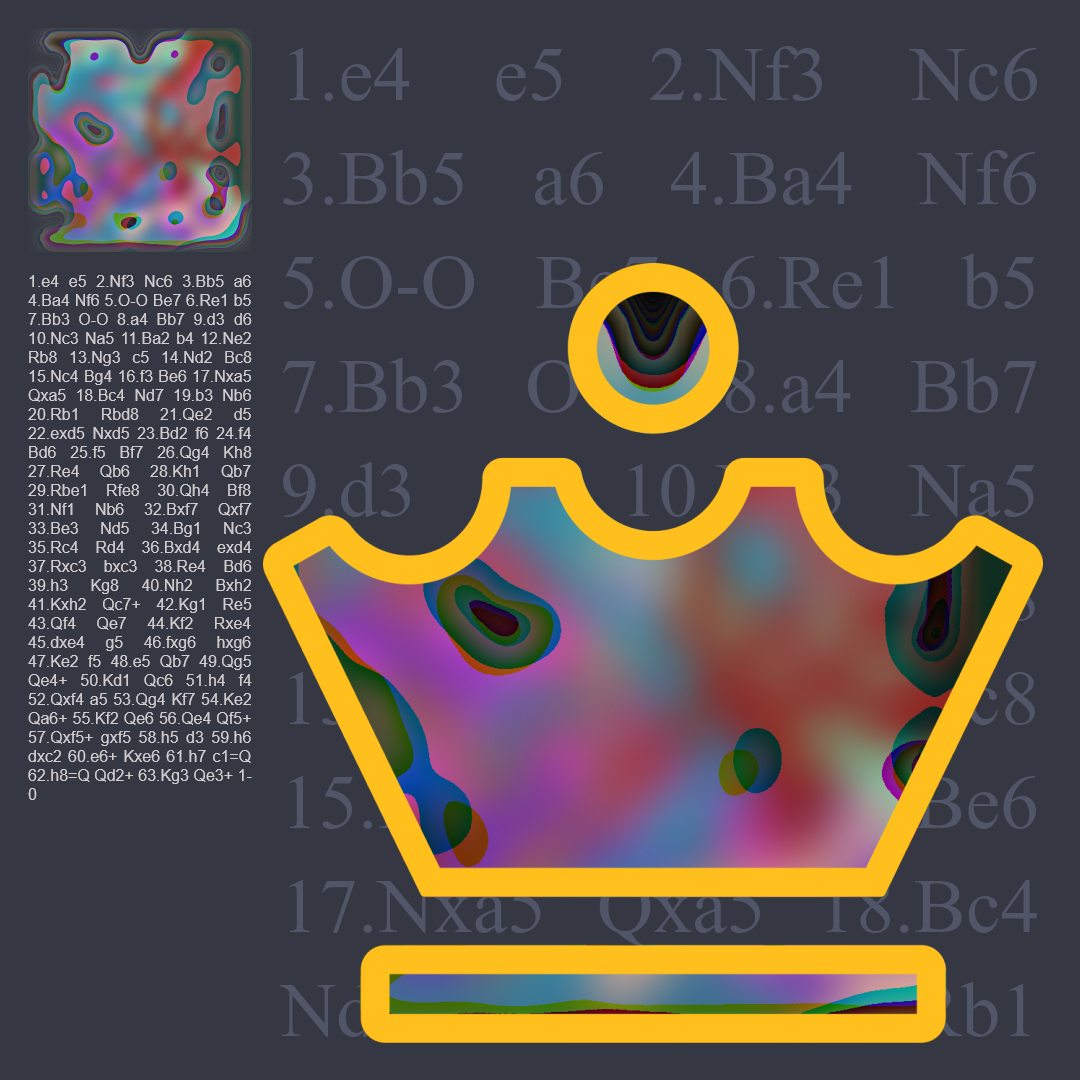 1.e4 e5 2.Nf3 Nc6 3.Bb5 a6
4.Ba4 Nf6 5.O-O Be7 6.Re1 b5
7.Bb3 O-O 8.a4 Bb7 9.d3 d6
10.Nc3 Na5 11.Ba2 b4 12.Ne2
Rb8 13.Ng3 c5 14.Nd2 Bc8
15.Nc4 Bg4 16.f3 Be6 17.Nxa5
Qxa5 18.Bc4 Nd7 19.b3 Nb6
20.Rb1 Rbd8 21.Qe2 d5
22.exd5 Nxd5 23.Bd2 f6 24.f4
Bd6 25.f5 Bf7 26.Qg4 Kh8
27.Re4 Qb6 28.Kh1 Qb7
29.Rbe1 Rfe8 30.Qh4 Bf8
31.Nf1 Nb6 32.Bxf7 Qxf7
33.Be3 Nd5 34.Bg1 Nc3
35.Rc4 Rd4 36.Bxd4 exd4
37.Rxc3 bxc3 38.Re4 Bd6
39.h3 Kg8 40.Nh2 Bxh2
41.Kxh2 Qc7+ 42.Kg1 Re5
43.Qf4 Qe7 44.Kf2 Rxe4
45.dxe4 g5 46.fxg6 hxg6
47.Ke2 f5 48.e5 Qb7 49.Qg5
Qe4+ 50.Kd1 Qc6 51.h4 f4
52.Qxf4 a5 53.Qg4 Kf7 54.Ke2
Qa6+ 55.Kf2 Qe6 56.Qe4 Qf5+
57.Qxf5+ gxf5 58.h5 d3 59.h6
dxc2 60.e6+ Kxe6 61.h7 c1=Q
62.h8=Q Qd2+ 63.Kg3 Qe3+ 1-
0
1.e4 e5 2.Nf3 Nc6
3.Bb5 a6 4.Ba4 Nf6
5.O-O 6.Re1 b5
7.Bb3 8.a4 Bb7
9.d3 Na5
Be6
17.Nxa5 Qxa5 18.Bc4